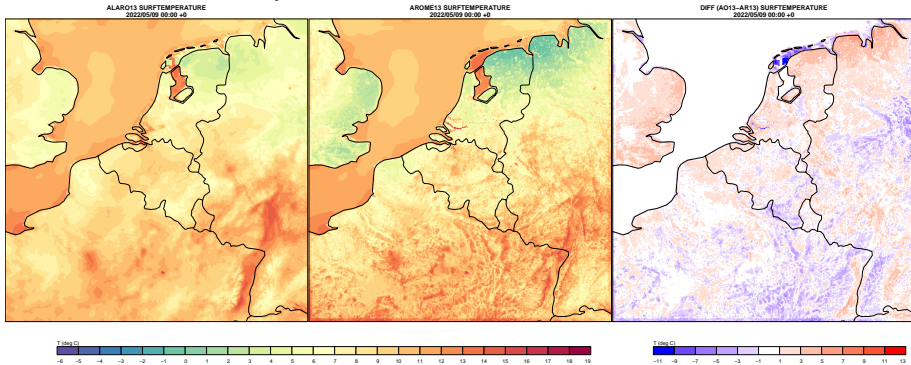 ALARO13 SURFTEMPERATURE
2022/05/09 00:00 +0
AROME13 SURFTEMPERATURE
2022/05/09 00:00 +0
DIFF (AO13−AR13) SURFTEMPERATURE
2022/05/09 00:00 +0
T (deg C)
−6 −5 −4 −3 −2 −1 0 1 2 3 4 5 6 7 8 9 10 11 12 13 14 15 16 17 18 19
T (deg C)
−11 −9 −7 −5 −3 −1 1 3 5 7 9 11 13